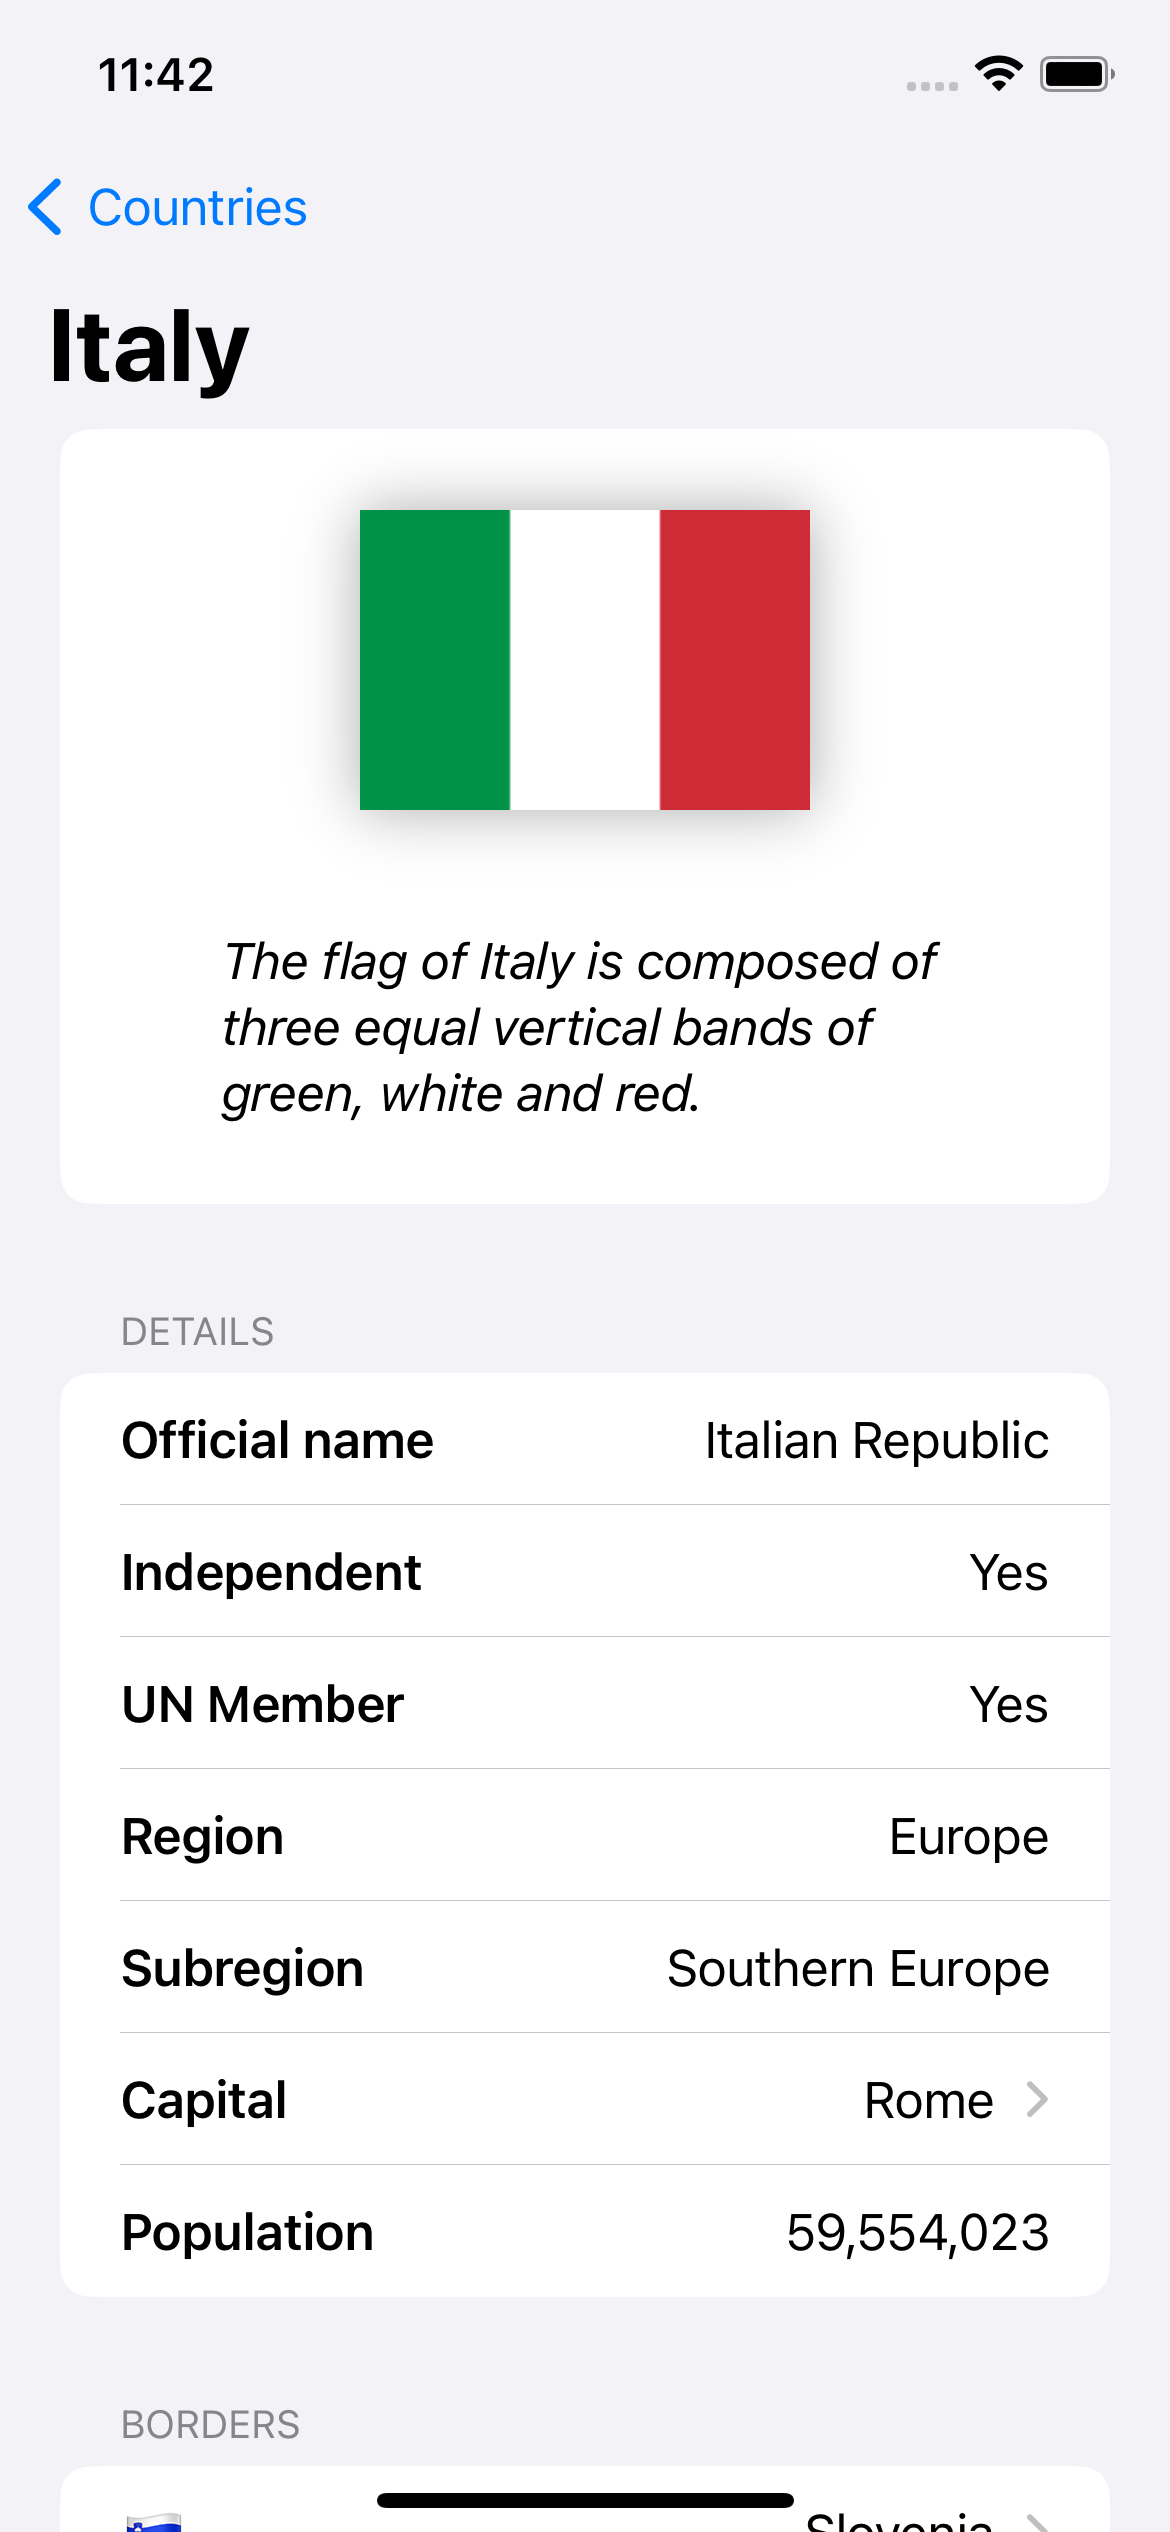 11:42
Countries
Italy
The flag of Italy is composed of
three equal vertical bands of
green, white and red.
DETAILS
Official name Italian Republic
Independent Yes
UN Member Yes
Region Europe
Subregion Southern Europe
Capital Rome
Population 59,554,023
BORDERS
Slovenia